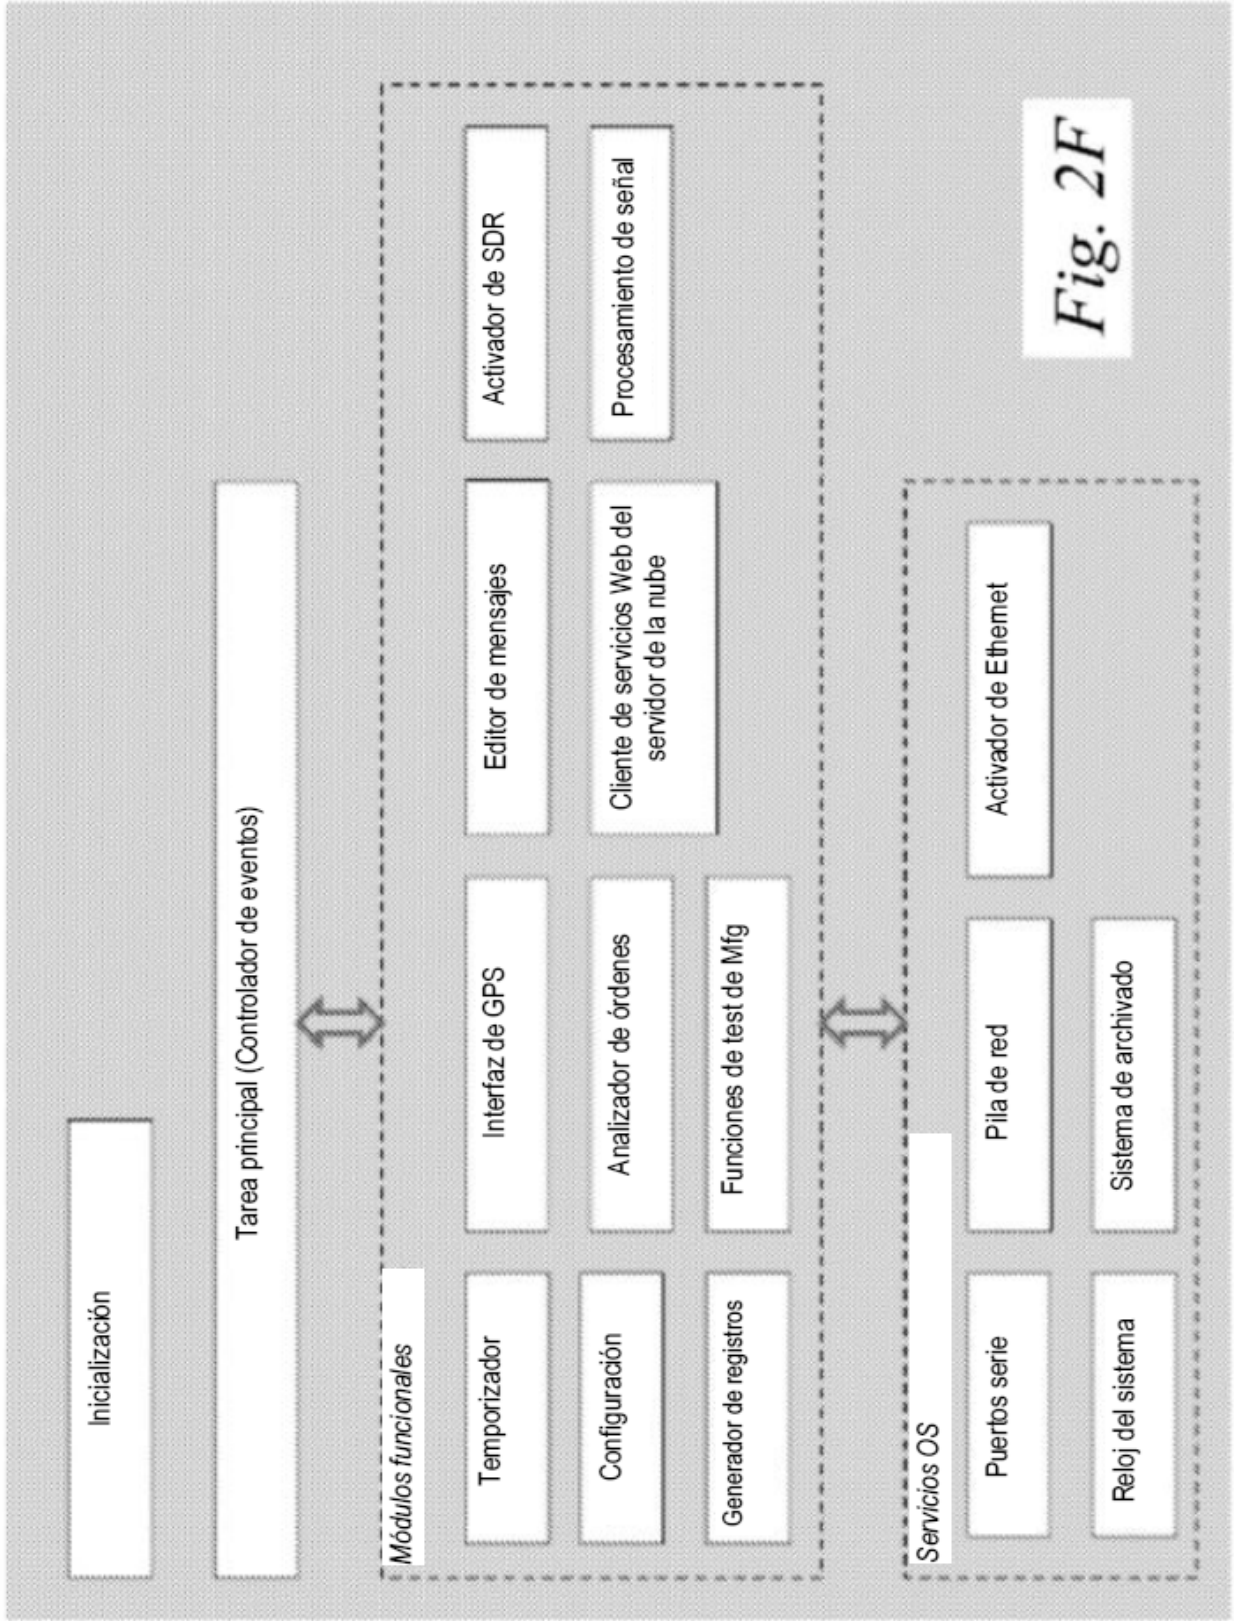 Inicialización
Tarea principal (Controlador de eventos)
Módulos funcionales
Temporizador
Interfaz de GPS
Editor de mensajes
Activador de SDR
Configuración
Analizador de órdenes
Cliente de servicios Web del
servidor de la nube
Procesamiento de señal
Generador de registros
Funciones de test de Mfg
Servicios OS
Puertos serie
Pila de red
Activador de Ethernet
Reloj del sistema
Sistema de archivado
Fig. 2F